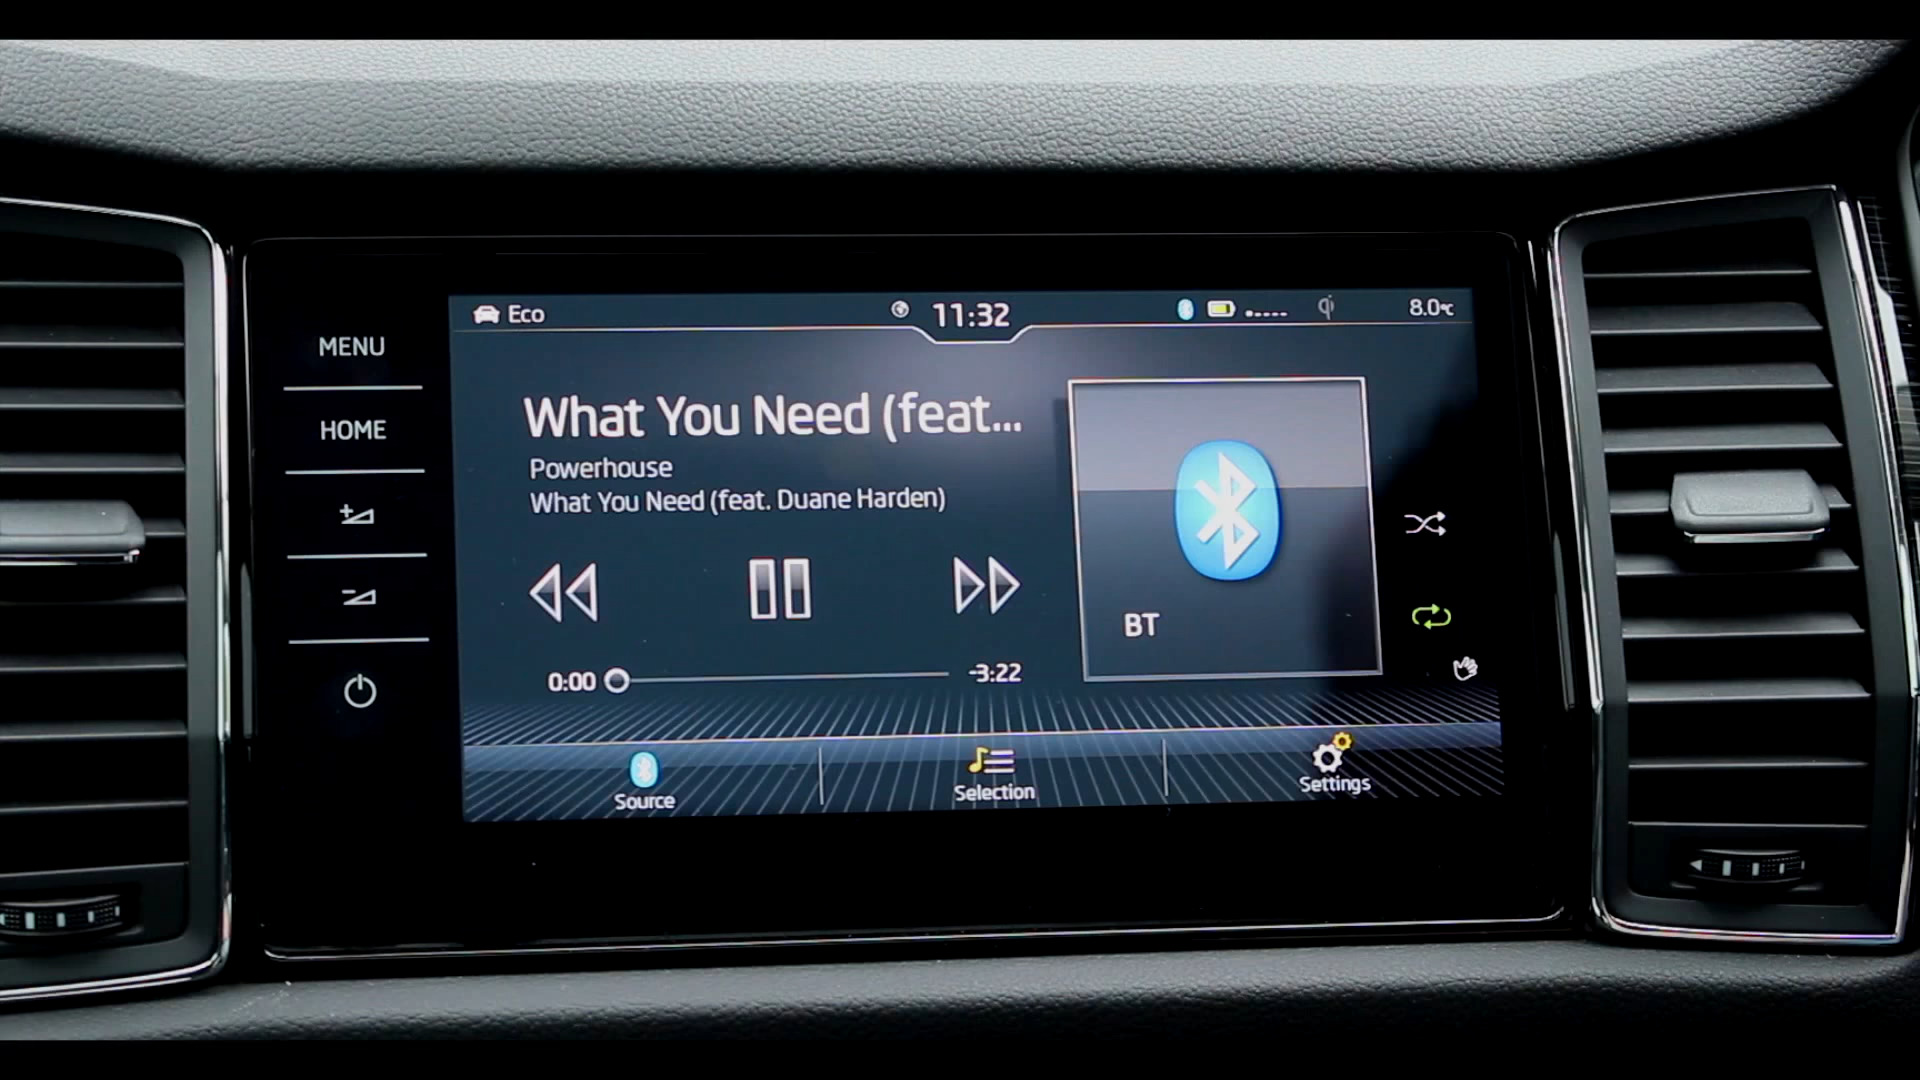 Eco
11:32
8.0°C
MENU
HOME
What You Need (feat...
Powerhouse
What You Need (feat. Duane Harden)
BT
0:00
-3:22
Source
Selection
Settings